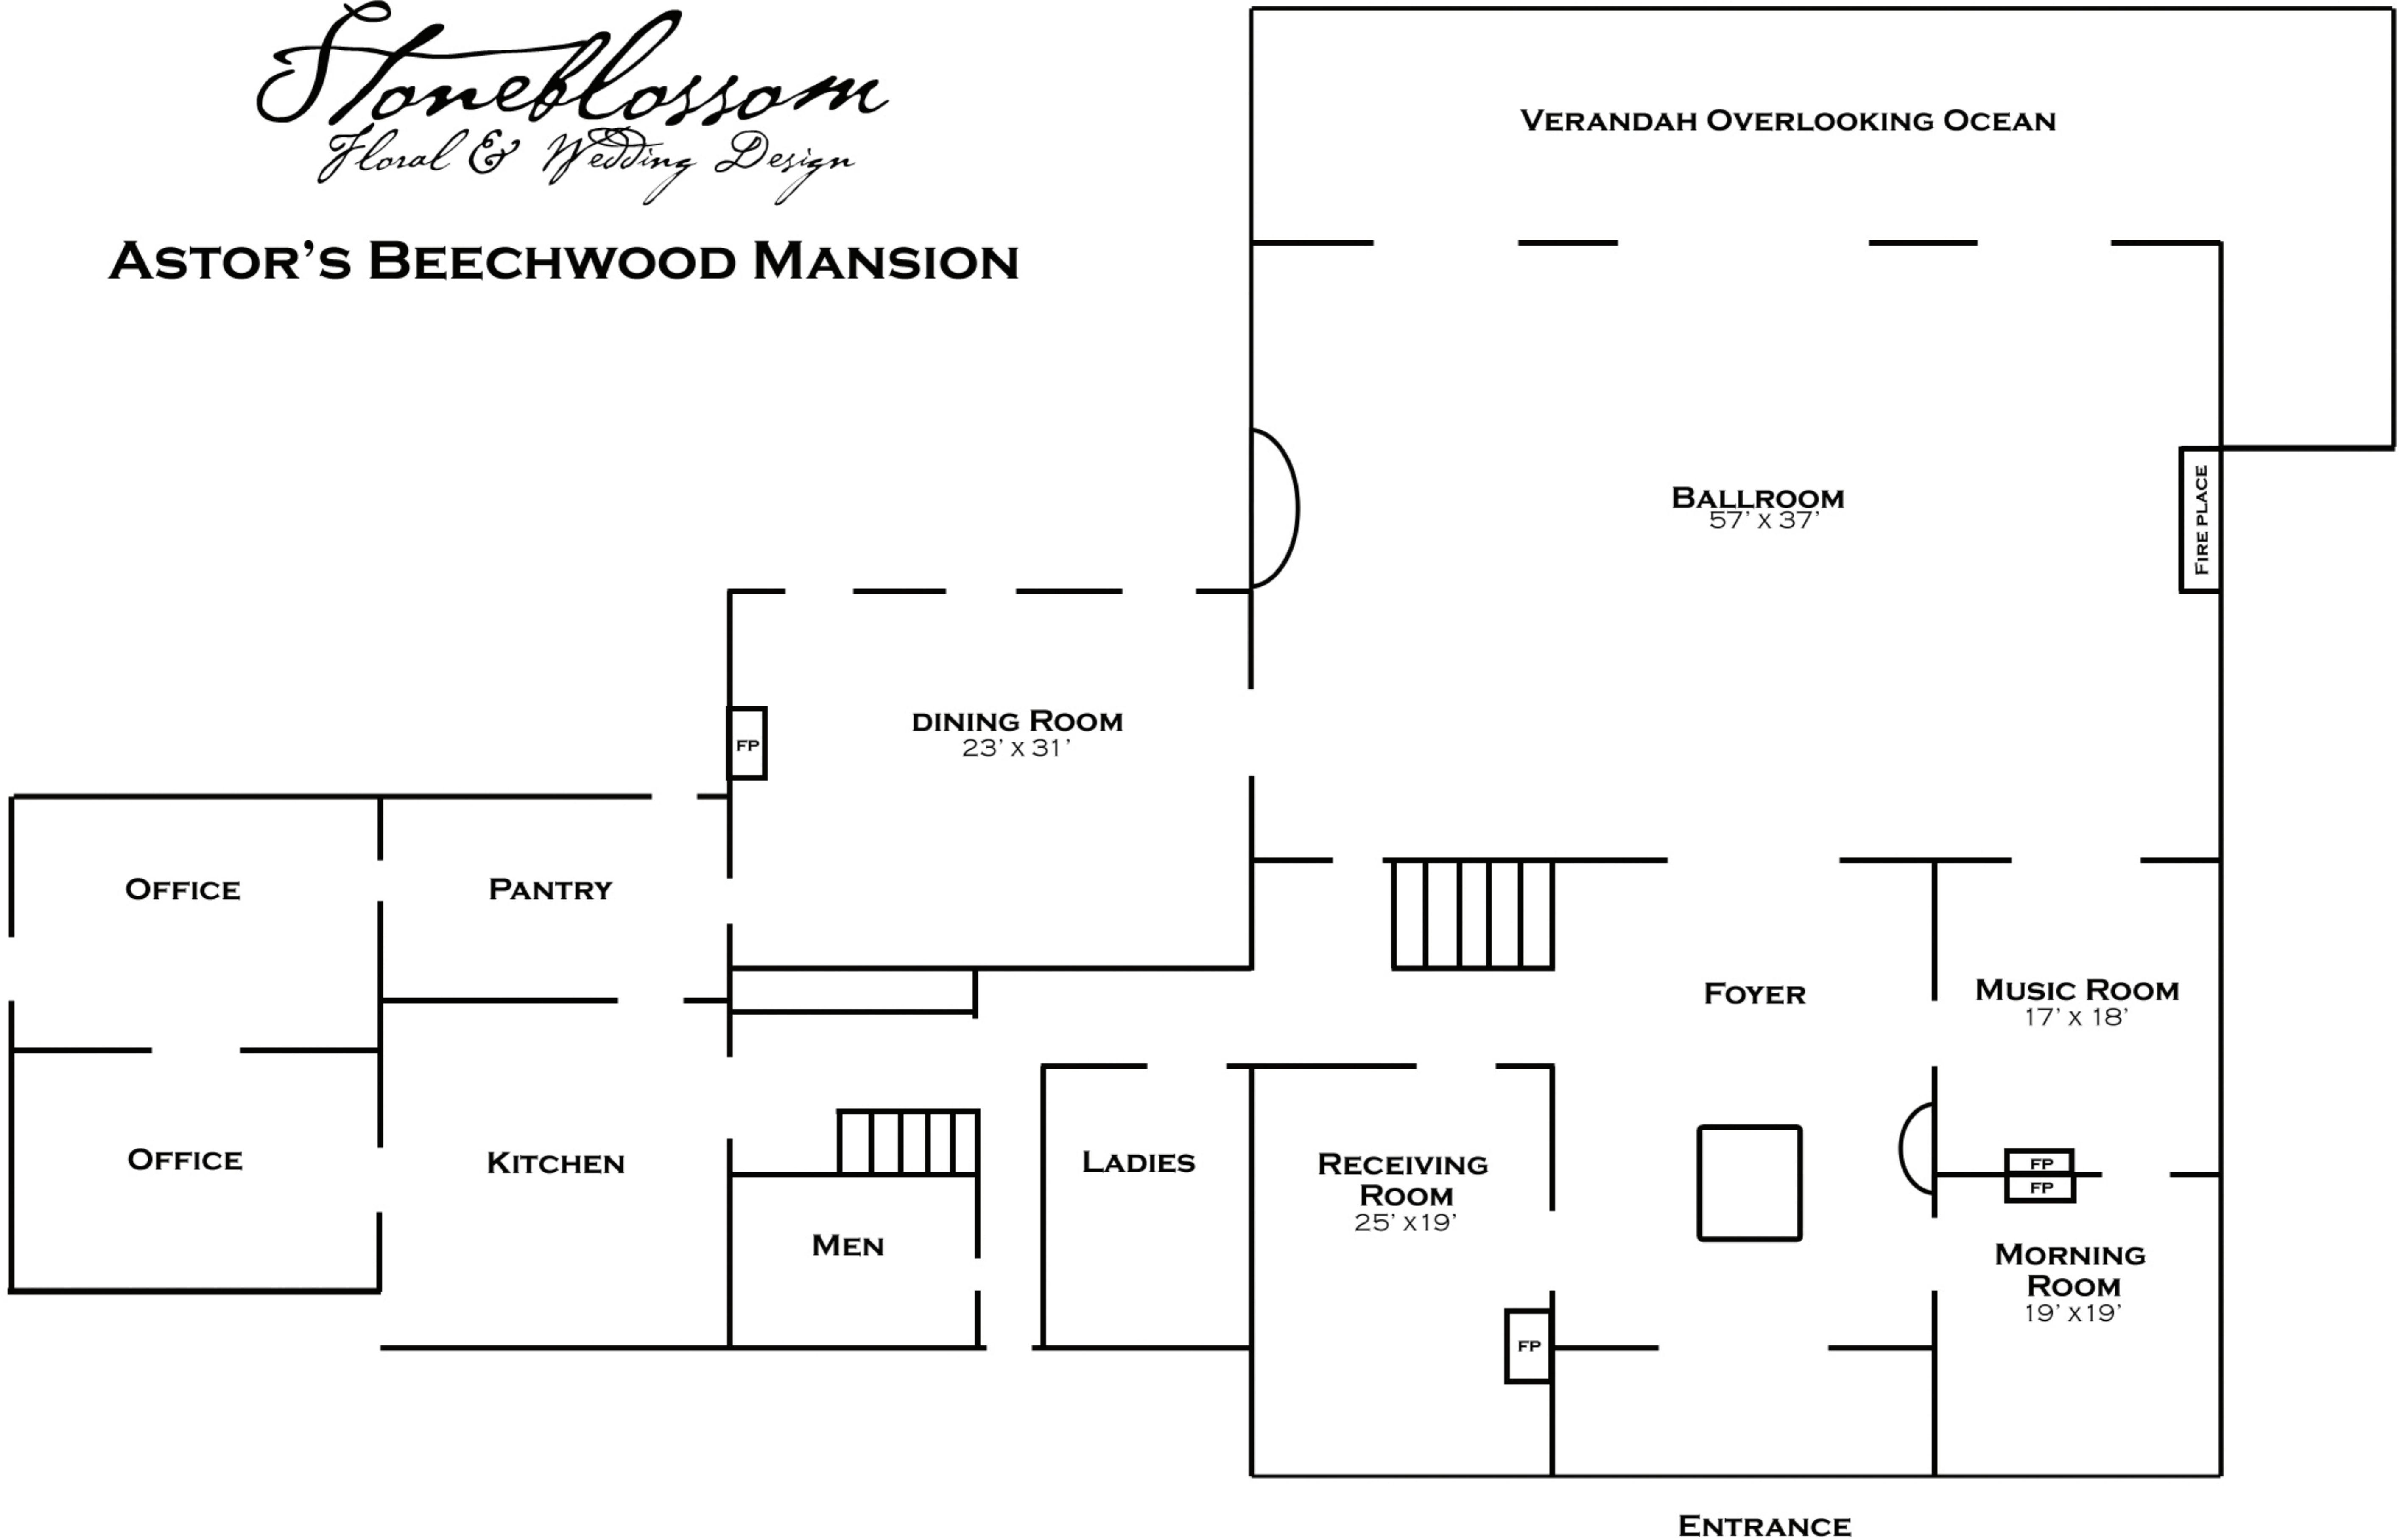 Stoneblossom
Floral & Wedding Design
Astor's Beechwood Mansion
Verandah Overlooking Ocean
Ballroom
57' x 37'
Fire place
dining Room
23' x 31'
FP
Office
Pantry
Foyer
Music Room
17' x 18'
Office
Kitchen
Ladies
Men
Receiving
Room
25' x19'
FP
FP
Morning
Room
19' x19'
FP
Entrance